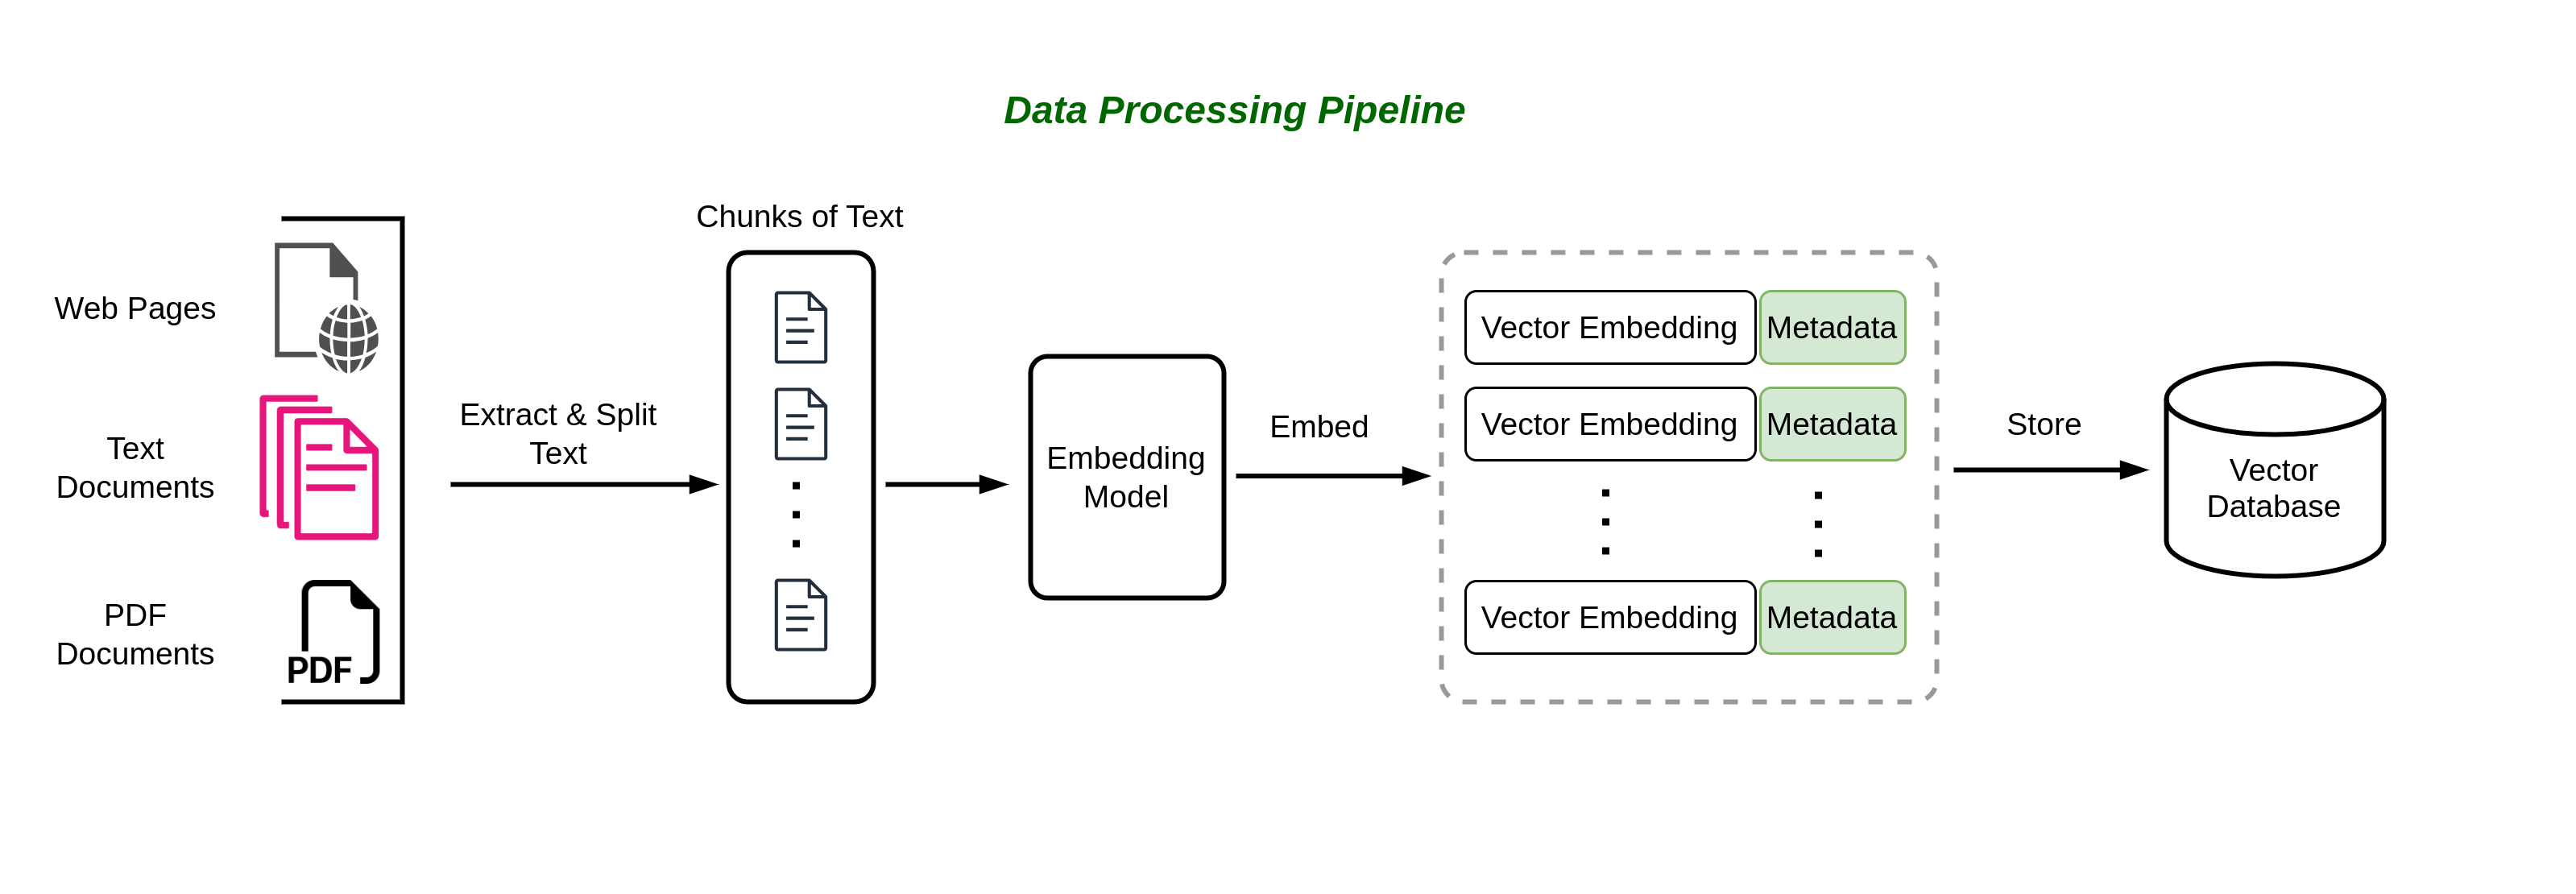 Data Processing Pipeline
Web Pages
Text
Documents
PDF
Documents
PDF
Extract & Split
Text
Chunks of Text
Embedding
Model
Embed
Vector Embedding Metadata
Vector Embedding Metadata
Vector Embedding Metadata
Store
Vector
Database